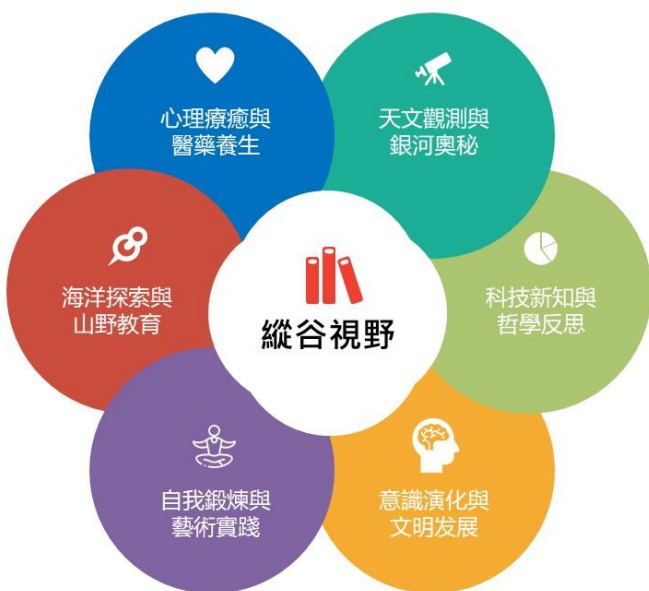 心理療癒與
醫藥養生
天文觀測與
銀河奧秘
海洋探索與
山野教育
縱谷視野
科技新知與
哲學反思
自我鍛煉與
藝術實踐
意識演化與
文明发展